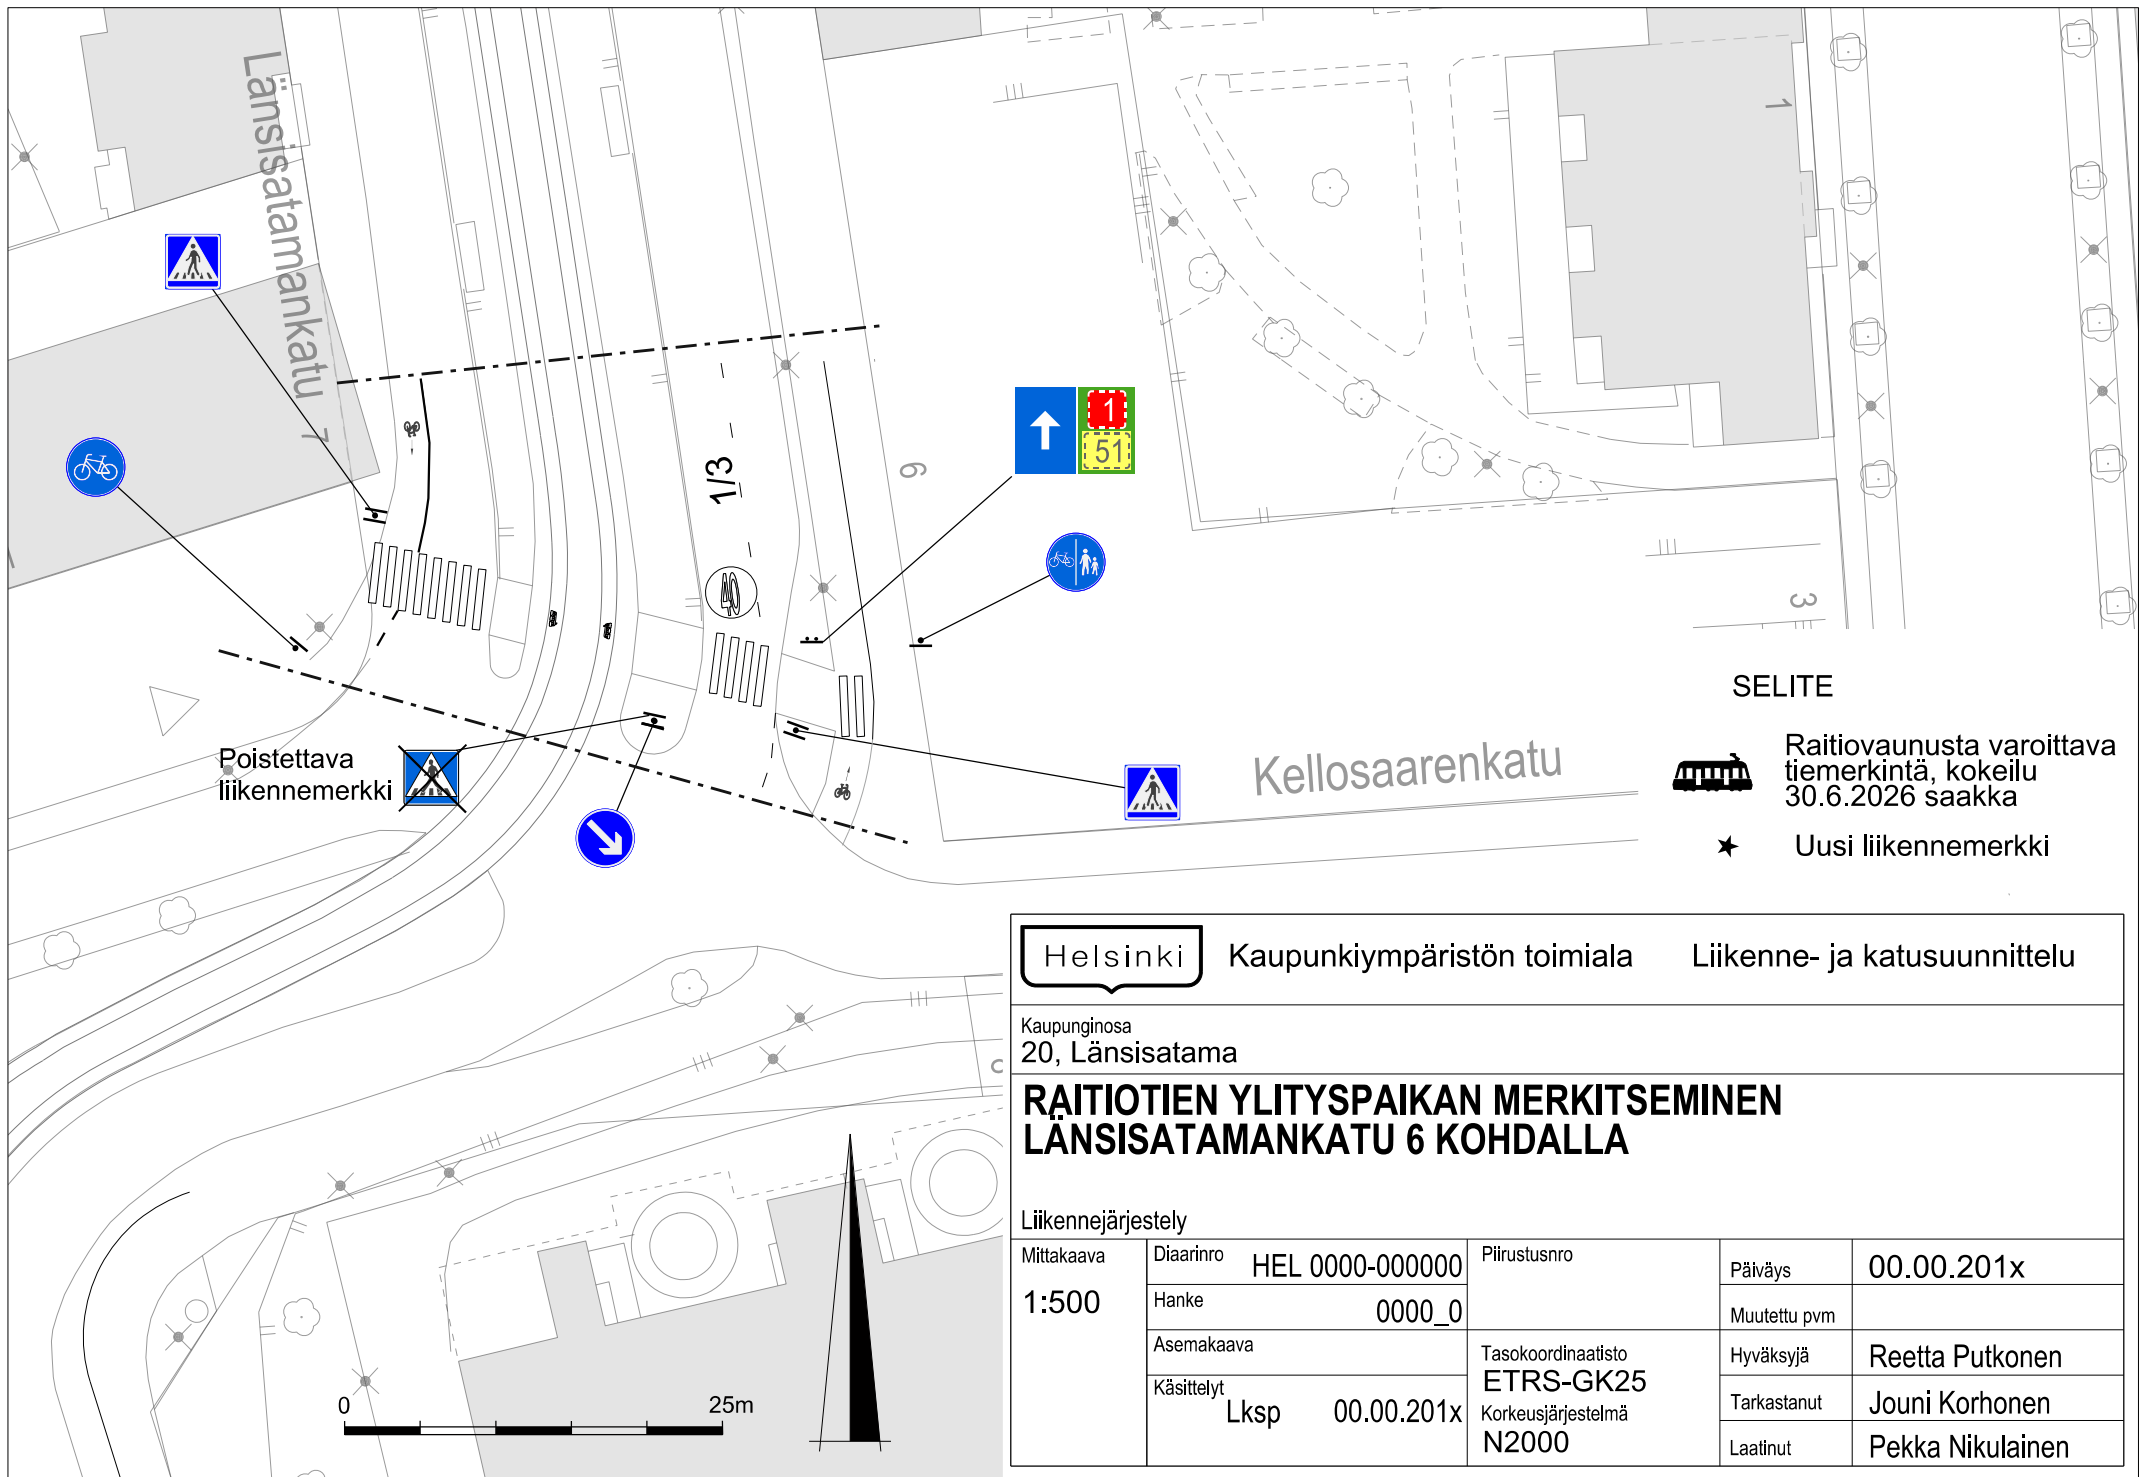 Länsisatamankatu
7
1
1
51
1/3
6
3
Poistettava
liikennemerkki
Kellosaarenkatu
SELITE
Raitiovaunusta varoittava
tiemerkintä, kokeilu
30.6.2026 saakka
Uusi liikennemerkki
Helsinki
Kaupunkiympäristön toimiala
Liikenne- ja katusuunnittelu
Kaupunginosa
20, Länsisatama
RAITIOTIEN YLITYSPAIKAN MERKITSEMINEN
LÄNSISATAMANKATU 6 KOHDALLA
Liikennejärjestely
Mittakaava
1:500
Diaarinro HEL 0000-000000
Hanke 0000_0
Asemakaava
Käsittelyt
Lksp 00.00.201x
Piirustusnro
Tasokoordinaatisto
ETRS-GK25
Korkeusjärjestelmä
N2000
Päiväys 00.00.201x
Muutettu pvm
Hyväksyjä Reetta Putkonen
Tarkastanut Jouni Korhonen
Laatinut Pekka Nikulainen
0 25m